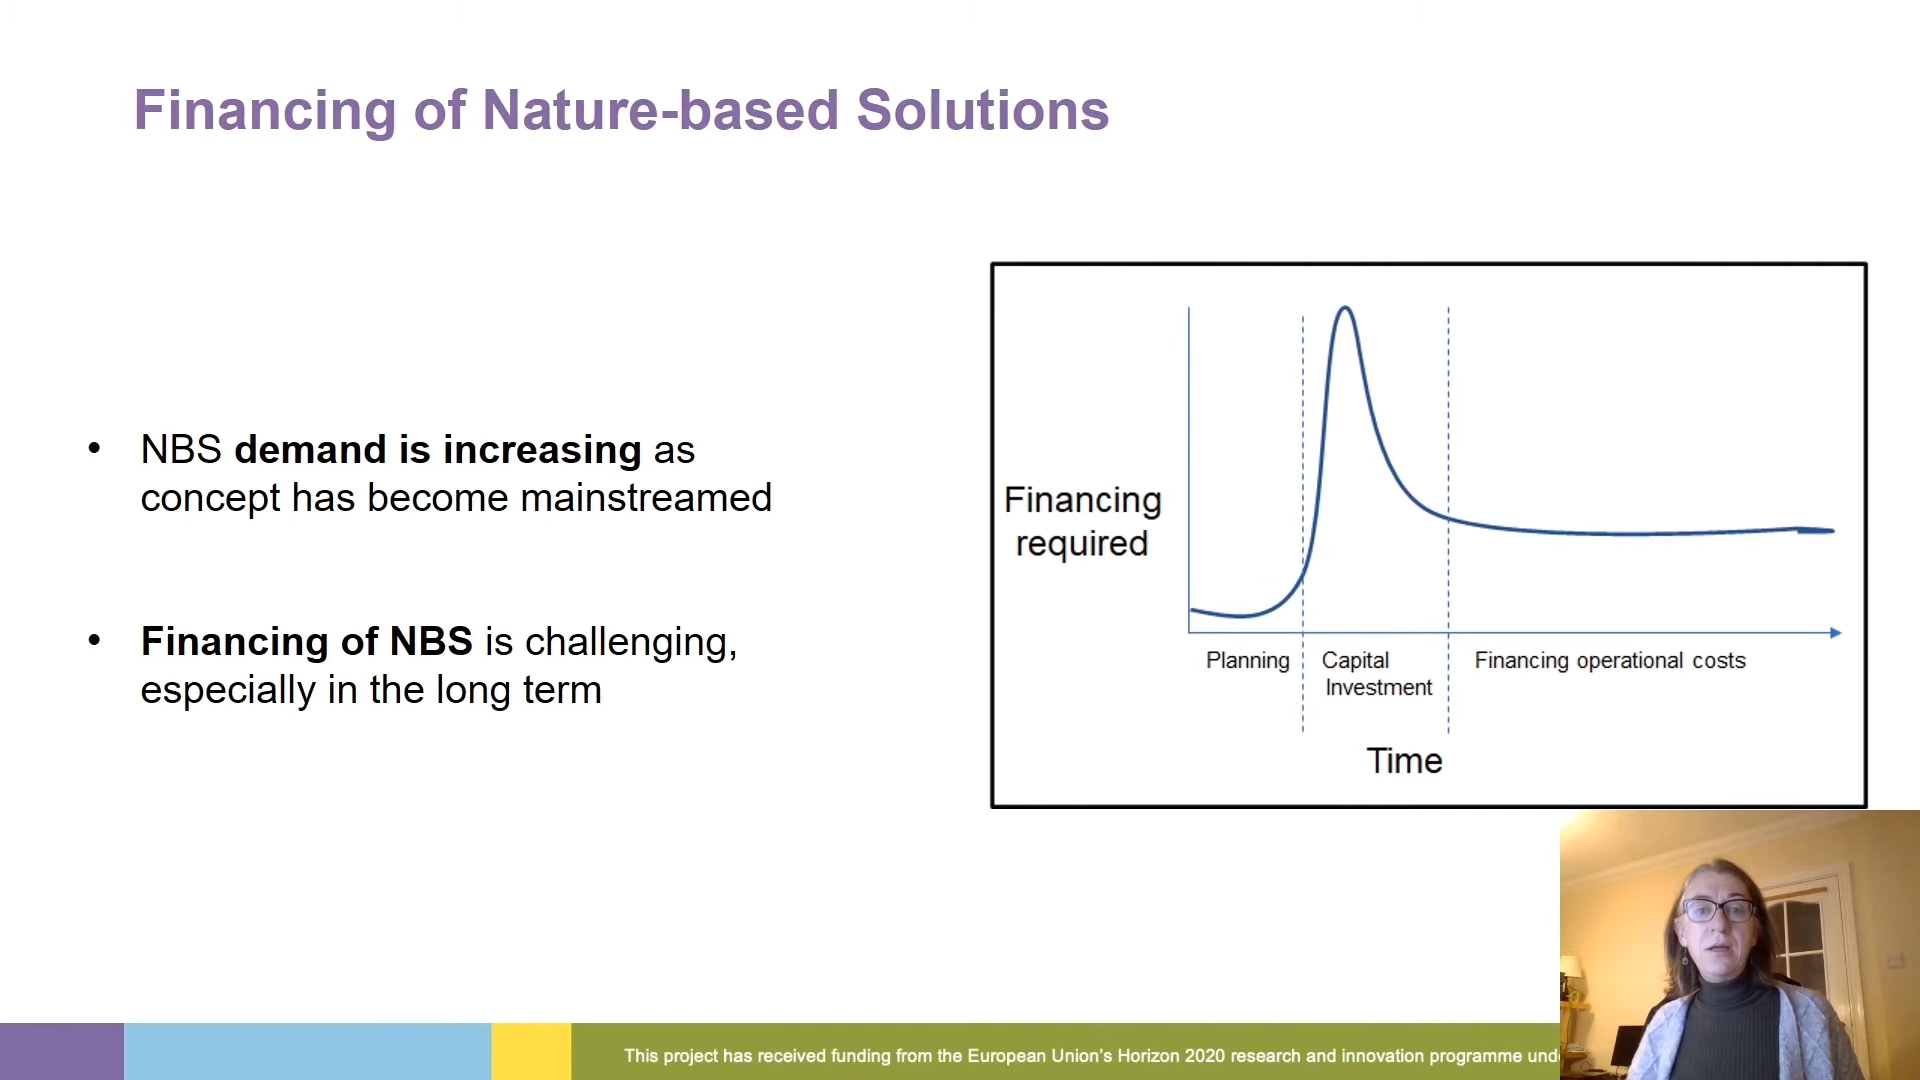 Financing of Nature-based Solutions
• NBS demand is increasing as
concept has become mainstreamed
• Financing of NBS is challenging,
especially in the long term
Financing
required
Planning
Capital
Investment
Financing operational costs
Time
This project has received funding from the European Union's Horizon 2020 research and innovation programme